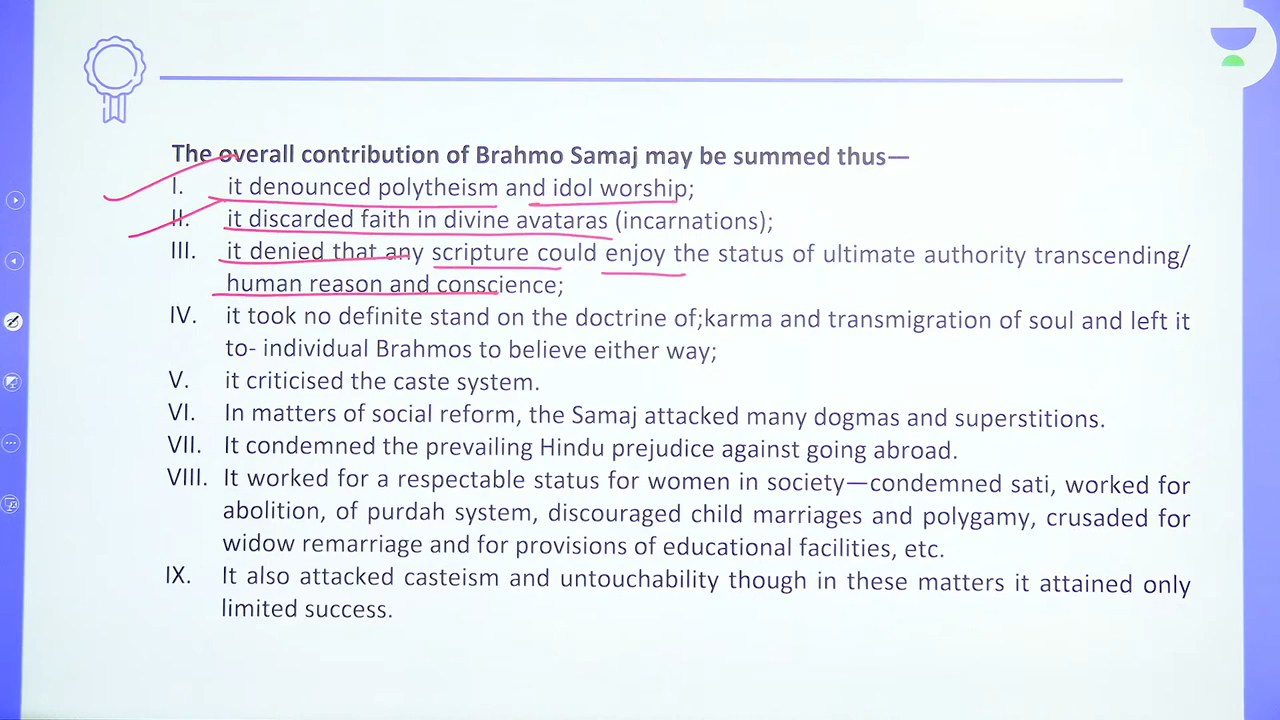 The overall contribution of Brahmo Samaj may be summed thus—
I. it denounced polytheism and idol worship;
II. it discarded faith in divine avataras (incarnations);
III. it denied that any scripture could enjoy the status of ultimate authority transcending/
human reason and conscience;
IV. it took no definite stand on the doctrine of;karma and transmigration of soul and left it
to- individual Brahmos to believe either way;
V. it criticised the caste system.
VI. In matters of social reform, the Samaj attacked many dogmas and superstitions.
VII. It condemned the prevailing Hindu prejudice against going abroad.
VIII. It worked for a respectable status for women in society—condemned sati, worked for
abolition, of purdah system, discouraged child marriages and polygamy, crusaded for
widow remarriage and for provisions of educational facilities, etc.
IX. It also attacked casteism and untouchability though in these matters it attained only
limited success.